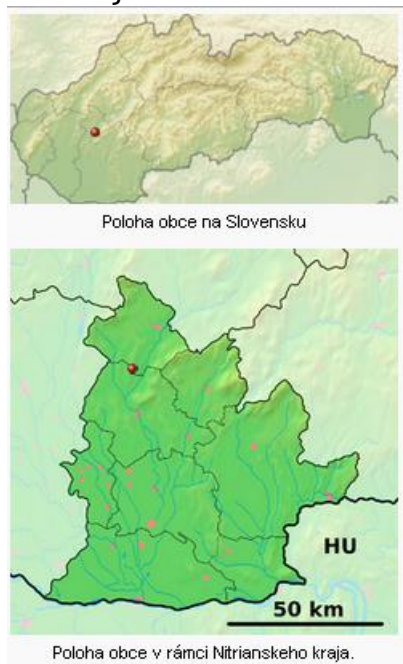 Poloha obce na Slovensku
HU
50 km
Poloha obce v rámci Nitrianskeho kraja.